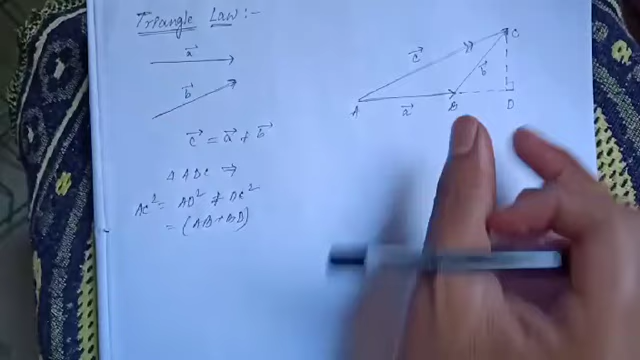 Triangle Law :-
a⃗
b⃗
c⃗ = a⃗ + b⃗
Δ ADC ⇒
AC² = AD² + DC²
= (AB + BD)
c⃗
C
b⃗
A
a⃗
B
D